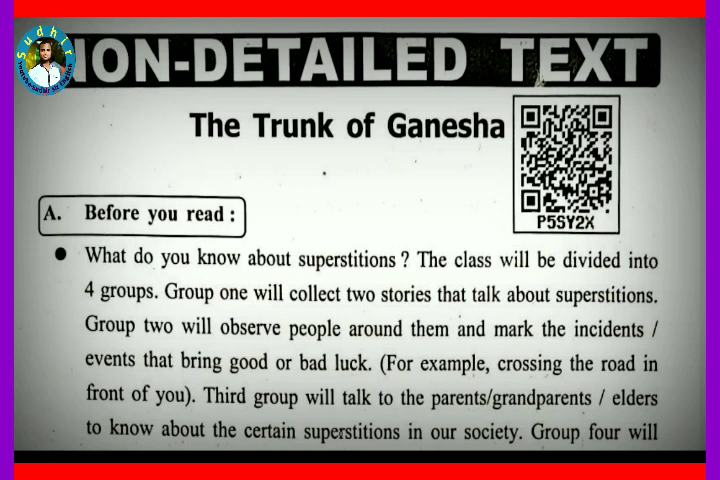 Sudhir
NON-DETAILED TEXT
The Trunk of Ganesha
P5SY2X
A. Before you read :
● What do you know about superstitions ? The class will be divided into
4 groups. Group one will collect two stories that talk about superstitions.
Group two will observe people around them and mark the incidents /
events that bring good or bad luck. (For example, crossing the road in
front of you). Third group will talk to the parents/grandparents / elders
to know about the certain superstitions in our society. Group four will